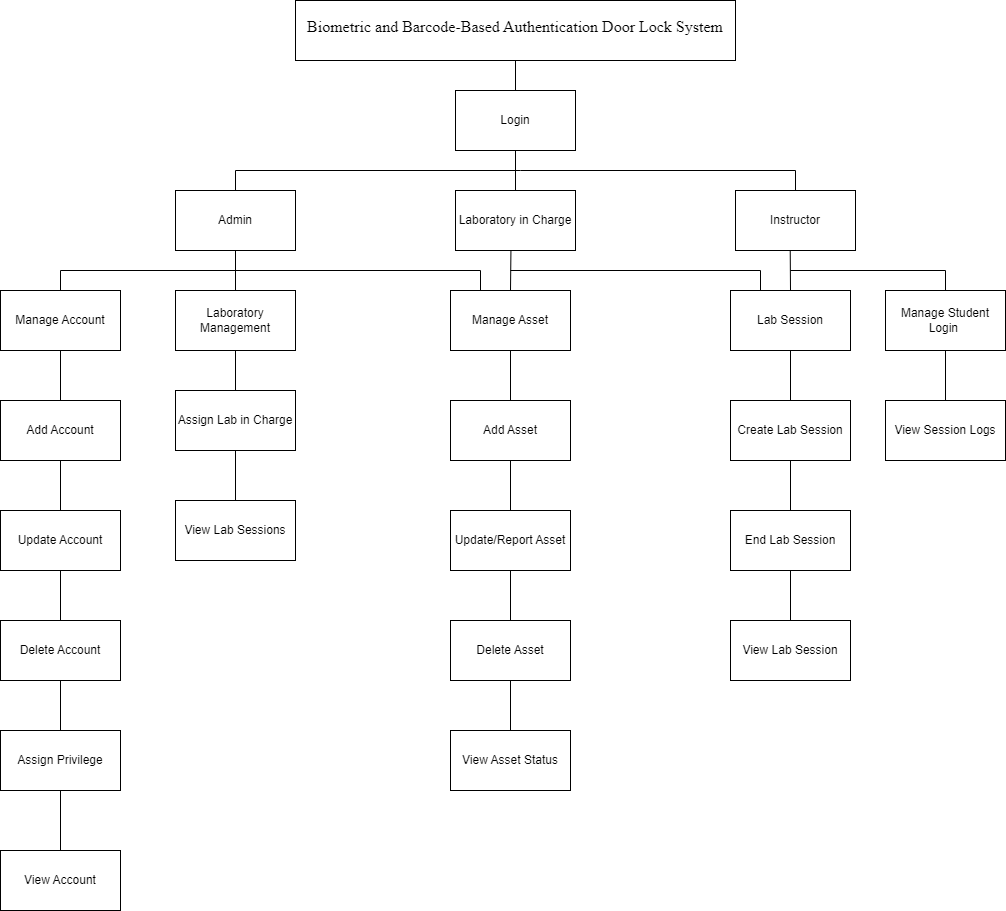 Biometric and Barcode-Based Authentication Door Lock System
Login
Admin
Laboratory in Charge
Instructor
Manage Account
Laboratory
Management
Manage Asset
Lab Session
Manage Student
Login
Add Account
Assign Lab in Charge
Add Asset
Create Lab Session
View Session Logs
Update Account
View Lab Sessions
Update/Report Asset
End Lab Session
Delete Account
Delete Asset
View Lab Session
Assign Privilege
View Asset Status
View Account